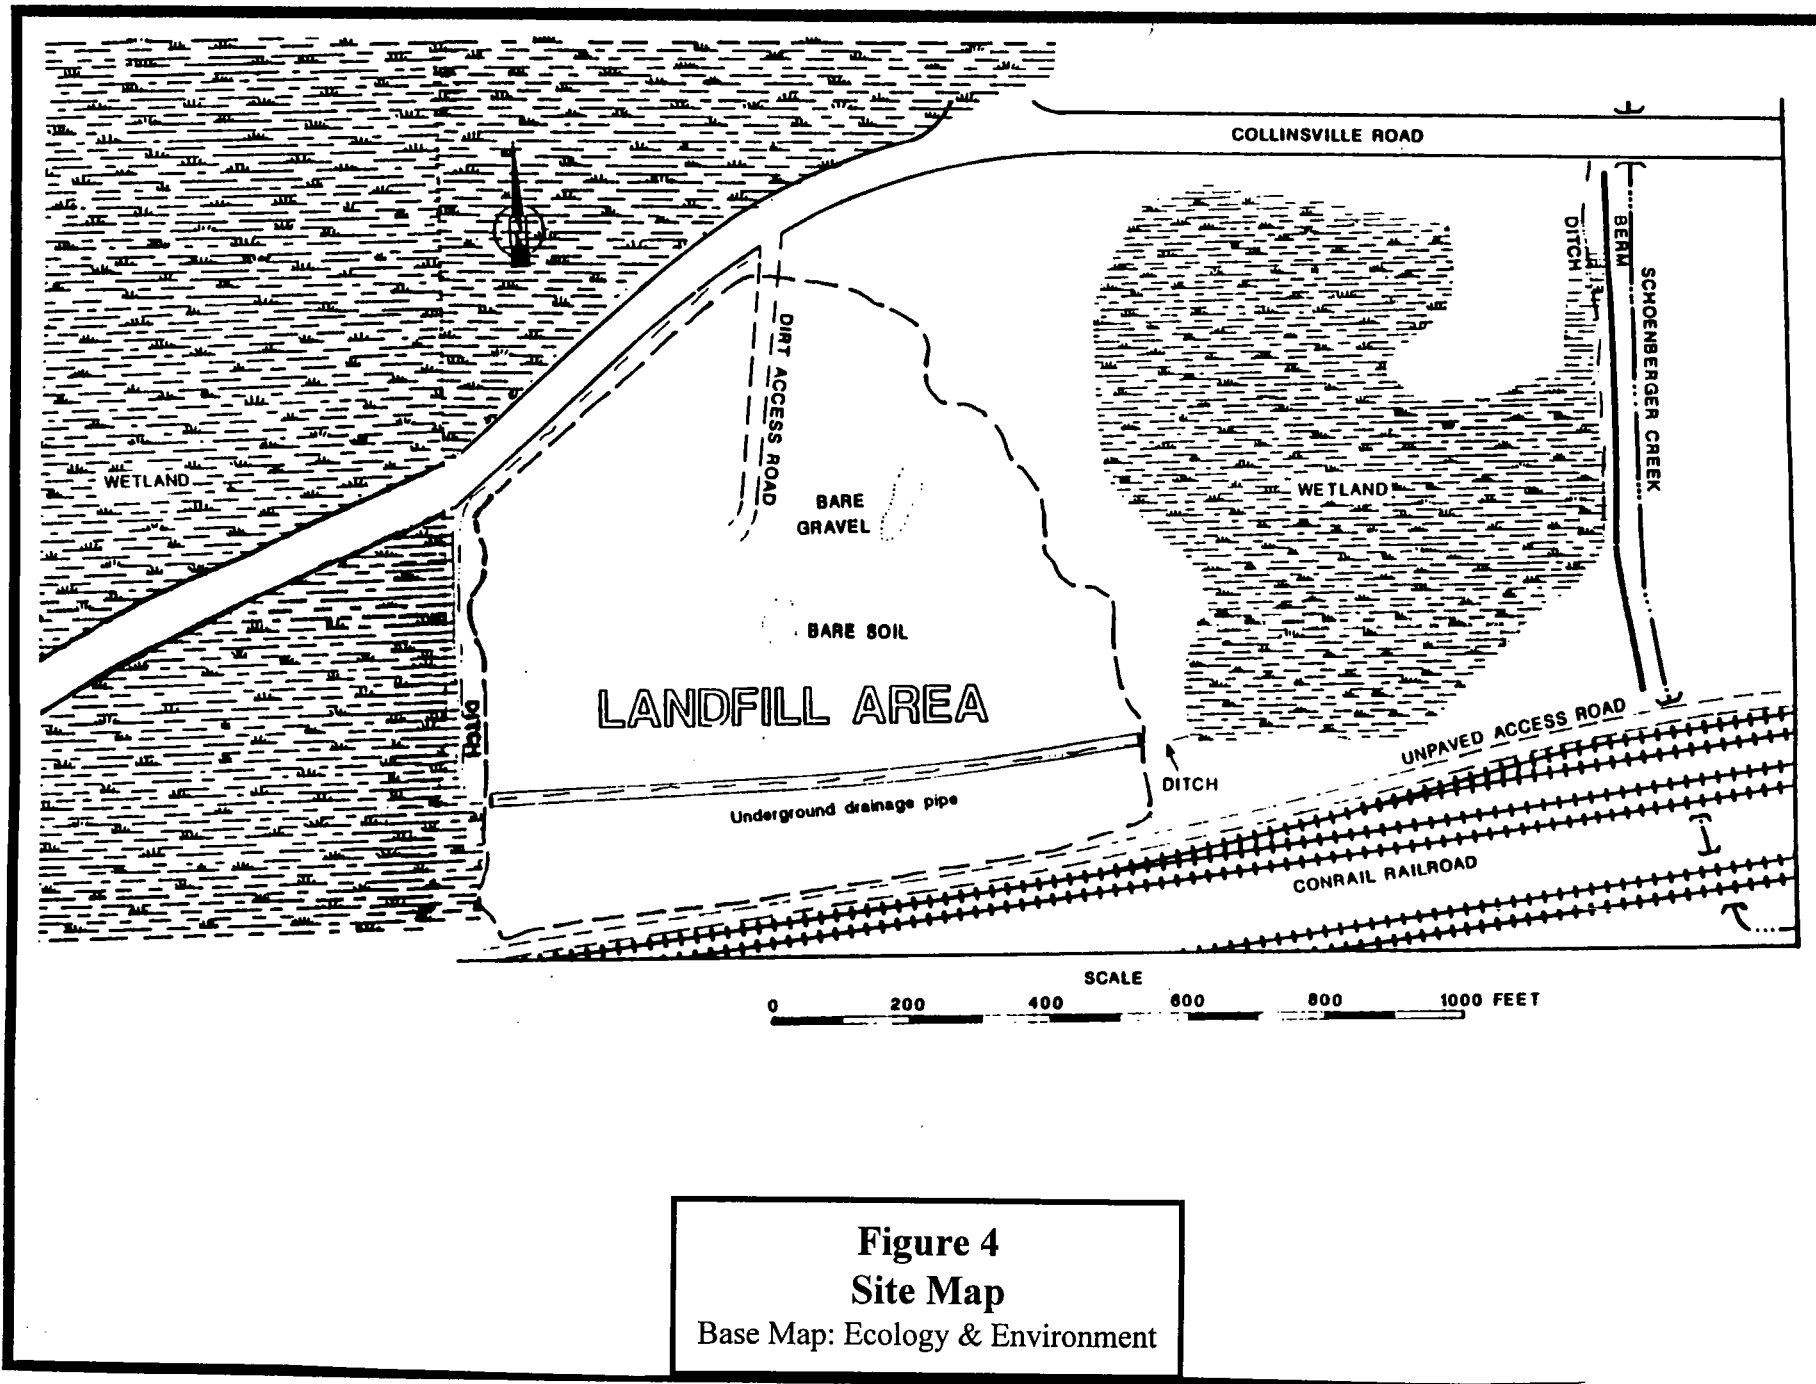 COLLINSVILLE ROAD
DITCH
BERM
SCHOENBERGER CREEK
DIRT ACCESS ROAD
WETLAND
BARE
GRAVEL
WETLAND
BARE SOIL
LANDFILL AREA
DITCH
UNPAVED ACCESS ROAD
DITCH
Underground drainage pipe
CONRAIL RAILROAD
SCALE
0 200 400 600 800 1000 FEET
Figure 4
Site Map
Base Map: Ecology & Environment